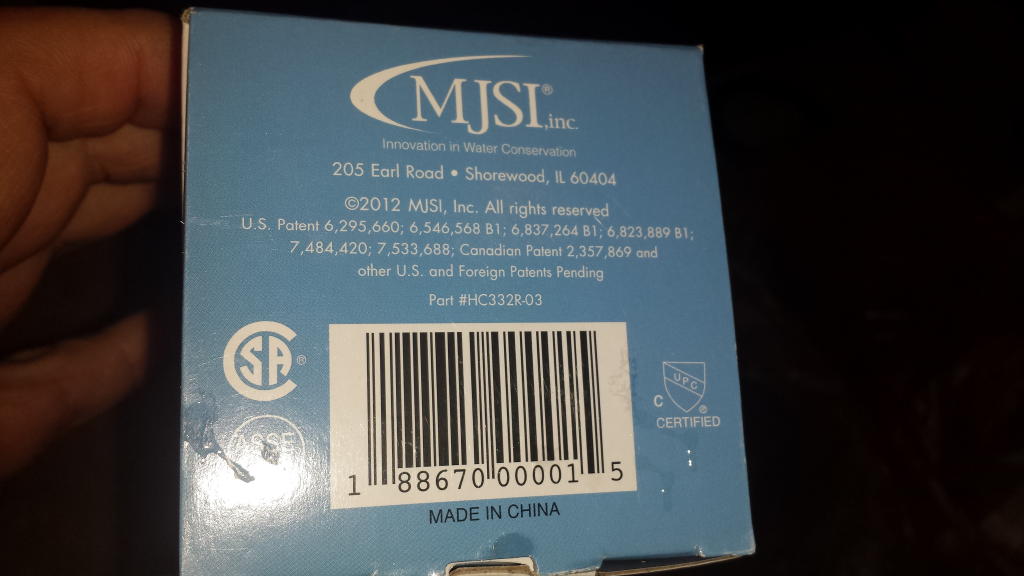 MJSI®,inc.
Innovation in Water Conservation
205 Earl Road • Shorewood, IL 60404
©2012 MJSI, Inc. All rights reserved
U.S. Patent 6,295,660; 6,546,568 B1; 6,837,264 B1; 6,823,889 B1;
7,484,420; 7,533,688; Canadian Patent 2,357,869 and
other U.S. and Foreign Patents Pending
Part #HC332R-03
CSA®
ASSE
UPC
C ®
CERTIFIED
1 88670 00001 5
MADE IN CHINA